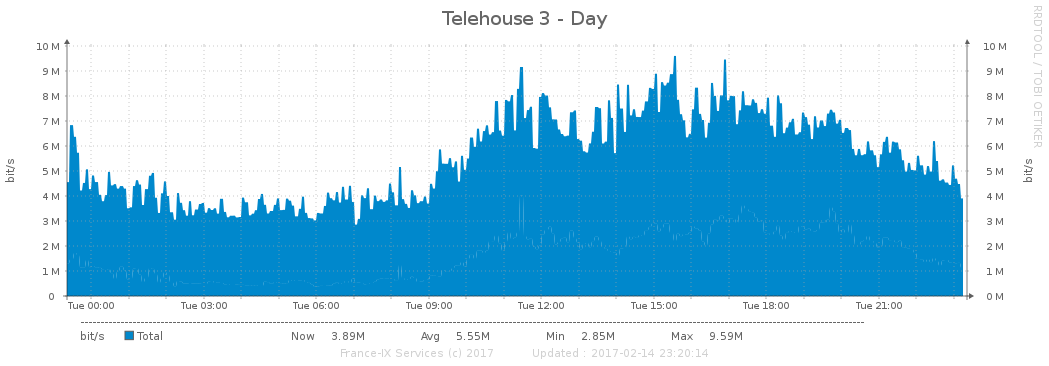 Telehouse 3 - Day
RRDTOOL / TOBI OETIKER
bit/s
bit/s
10 M 10 M
9 M 9 M
8 M 8 M
7 M 7 M
6 M 6 M
5 M 5 M
4 M 4 M
3 M 3 M
2 M 2 M
1 M 1 M
0 0 M
Tue 00:00 Tue 03:00 Tue 06:00 Tue 09:00 Tue 12:00 Tue 15:00 Tue 18:00 Tue 21:00
bit/s Total Now 3.89M Avg 5.55M Min 2.85M Max 9.59M
France-IX Services (c) 2017 Updated : 2017-02-14 23:20:14